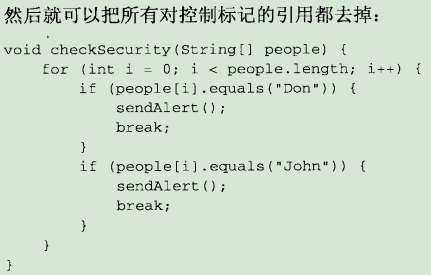 然后就可以把所有对控制标记的引用都去掉：
void checkSecurity(String[] people) {
    for (int i = 0; i < people.length; i++) {
        if (people[i].equals("Don")) {
            sendAlert();
            break;
        }
        if (people[i].equals("John")) {
            sendAlert();
            break;
        }
    }
}